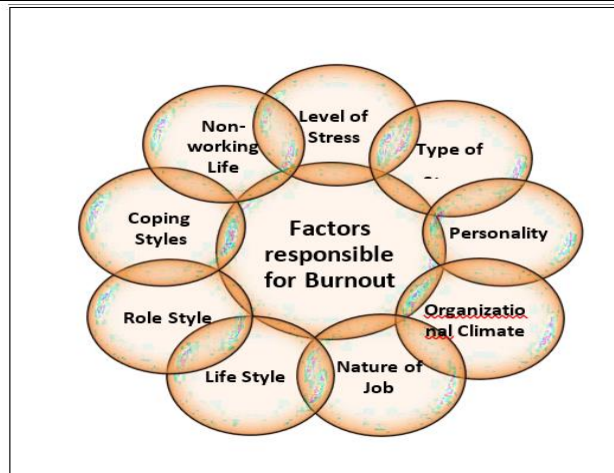 Level of
Stress
Type of
Personality
Organizatio
nal Climate
Nature of
Job
Life Style
Role Style
Coping
Styles
Non-
working
Life
Factors
responsible
for Burnout